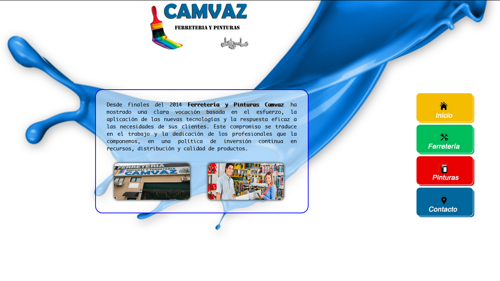 CAMVAZ
FERRETERIA Y PINTURAS
Desde finales del 2014 Ferretería y Pinturas Camvaz ha
mostrado una clara vocación basada en el esfuerzo, la
aplicación de las nuevas tecnologías y la respuesta eficaz a
las necesidades de sus clientes. Este compromiso se traduce
en el trabajo y la dedicación de los profesionales que la
componenos, en una política de inversión continua en
recursos, distribución y calidad de productos.
FERRETERIA
CAMVAZ
Inicio
Ferretería
Pinturas
Contacto